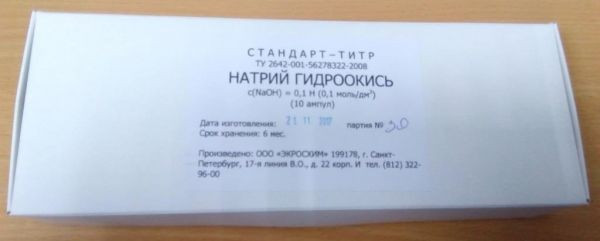 СТАНДАРТ–ТИТР
ТУ 2642-001-56278322-2008
НАТРИЙ ГИДРООКИСЬ
c(NaOH) = 0,1 Н (0,1 моль/дм³)
(10 ампул)
Дата изготовления: 21 11 2017 партия № 30
Срок хранения: 6 мес.
Произведено: ООО «ЭКРОСХИМ» 199178, г. Санкт-
Петербург, 17-я линия В.О., д. 22 корп. И тел. (812) 322-
96-00